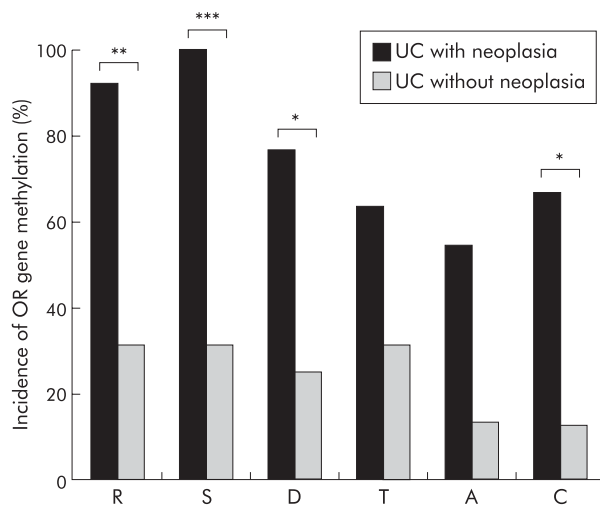 ***
**
*
*
UC with neoplasia
UC without neoplasia
Incidence of OR gene methylation (%)
100
80
60
40
20
0
R S D T A C